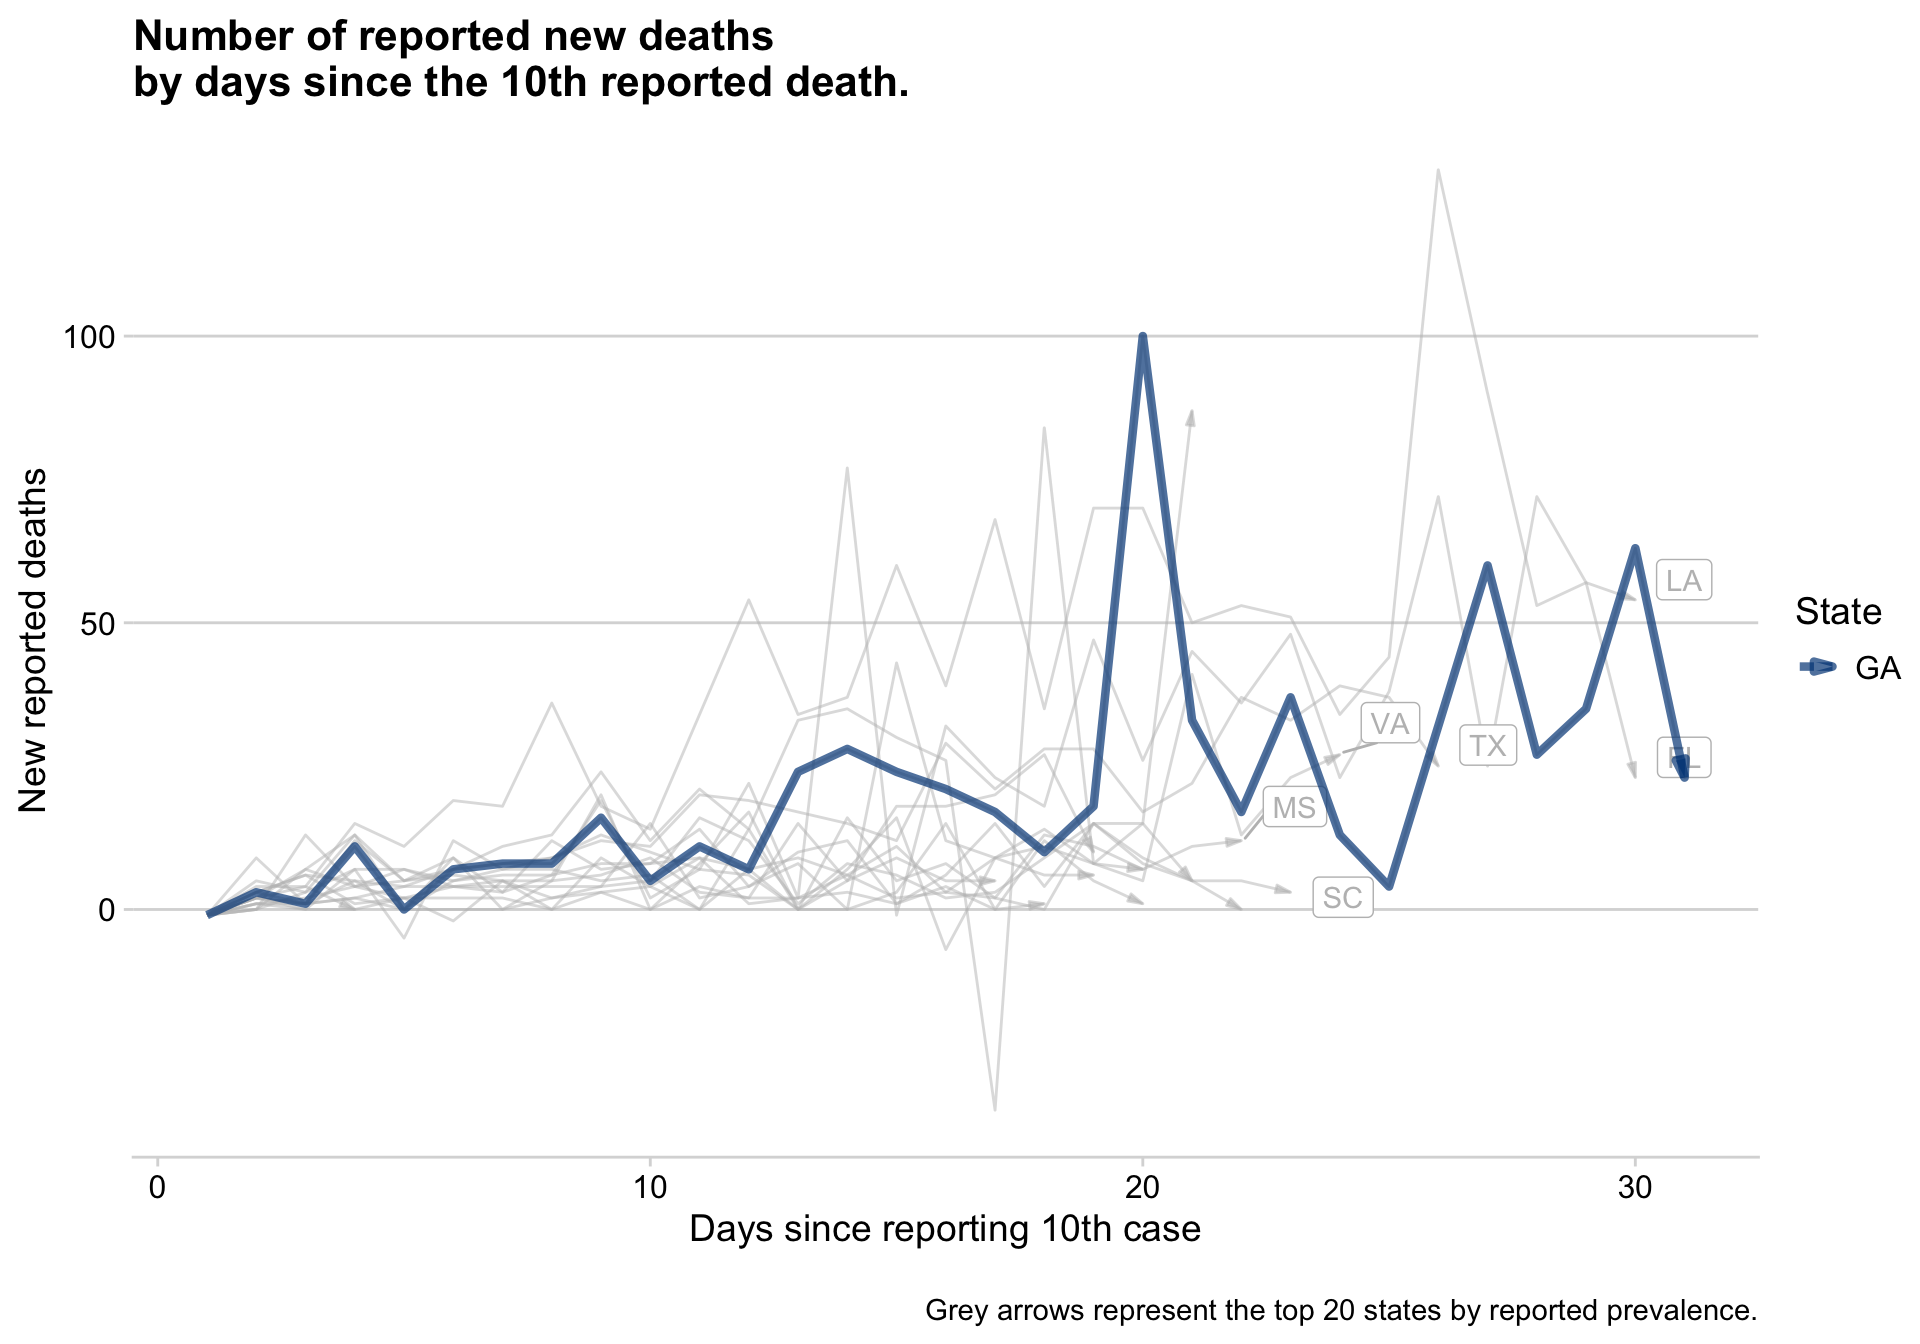 Number of reported new deaths
by days since the 10th reported death.
100
50
0
New reported deaths
LA
VA
TX
FL
MS
SC
State
GA
0 10 20 30
Days since reporting 10th case
Grey arrows represent the top 20 states by reported prevalence.